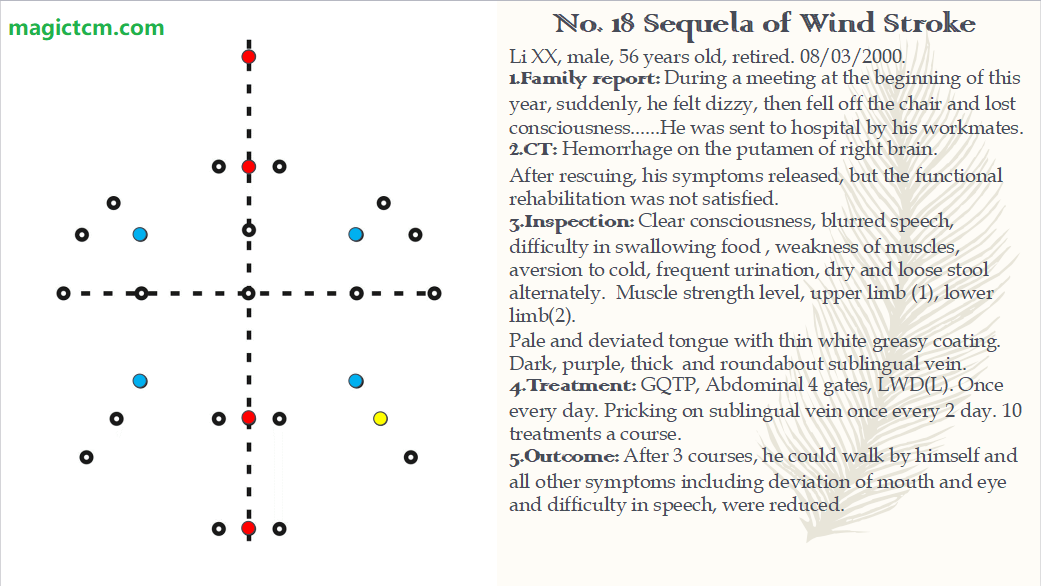 magictcm.com
No. 18 Sequela of Wind Stroke
Li XX, male, 56 years old, retired. 08/03/2000.
1.Family report: During a meeting at the beginning of this
year, suddenly, he felt dizzy, then fell off the chair and lost
consciousness......He was sent to hospital by his workmates.
2.CT: Hemorrhage on the putamen of right brain.
After rescuing, his symptoms released, but the functional
rehabilitation was not satisfied.
3.Inspection: Clear consciousness, blurred speech,
difficulty in swallowing food , weakness of muscles,
aversion to cold, frequent urination, dry and loose stool
alternately.  Muscle strength level, upper limb (1), lower
limb(2).
Pale and deviated tongue with thin white greasy coating.
Dark, purple, thick  and roundabout sublingual vein.
4.Treatment: GQTP, Abdominal 4 gates, LWD(L). Once
every day. Pricking on sublingual vein once every 2 day. 10
treatments a course.
5.Outcome: After 3 courses, he could walk by himself and
all other symptoms including deviation of mouth and eye
and difficulty in speech, were reduced.